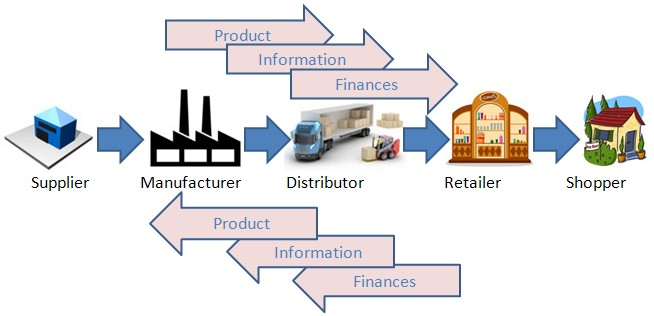 Product
Information
Finances
Supplier
Manufacturer
Distributor
Retailer
Shopper
Product
Information
Finances